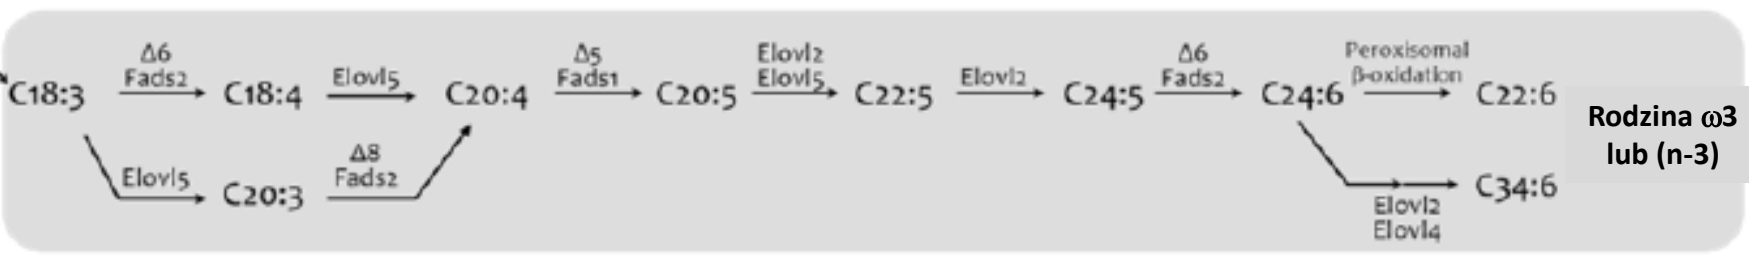 Δ6
Fads2
Elovl5
Δ5
Fads1
Elovl2
Elovl5
Elovl2
Δ6
Fads2
Peroxisomal
β-oxidation
C18:3
C18:4
C20:4
C20:5
C22:5
C24:5
C24:6
C22:6
Elovl5
C20:3
Δ8
Fads2
Elovl2
Elovl4
C34:6
Rodzina ω3
lub (n-3)